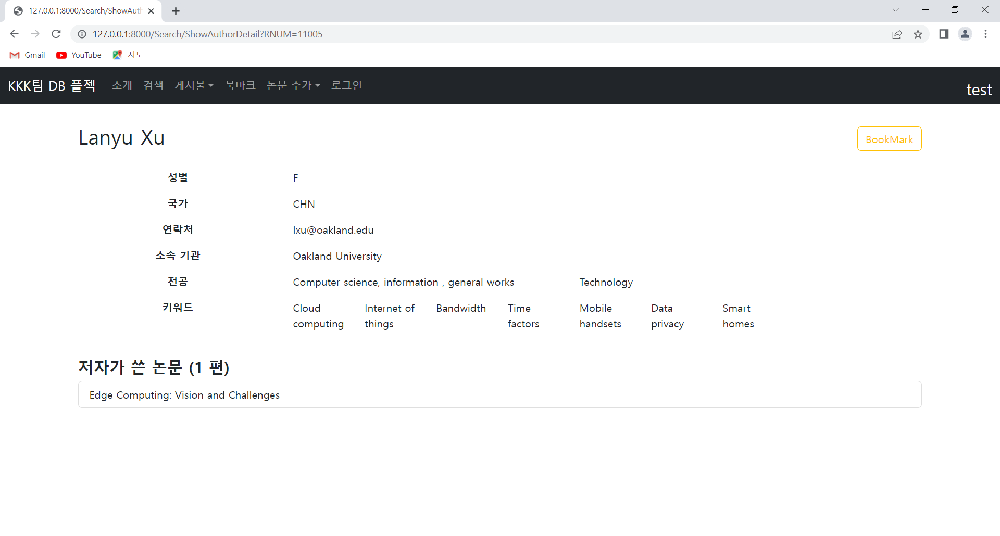 127.0.0.1:8000/Search/ShowAuth
127.0.0.1:8000/Search/ShowAuthorDetail?RNUM=11005
Gmail YouTube 지도
KKK팀 DB 플젝 소개 검색 게시물 북마크 논문 추가 로그인 test
Lanyu Xu BookMark
성별 F
국가 CHN
연락처 lxu@oakland.edu
소속 기관 Oakland University
전공 Computer science, information , general works Technology
키워드 Cloud computing Internet of things Bandwidth Time factors Mobile handsets Data privacy Smart homes
저자가 쓴 논문 (1 편)
Edge Computing: Vision and Challenges